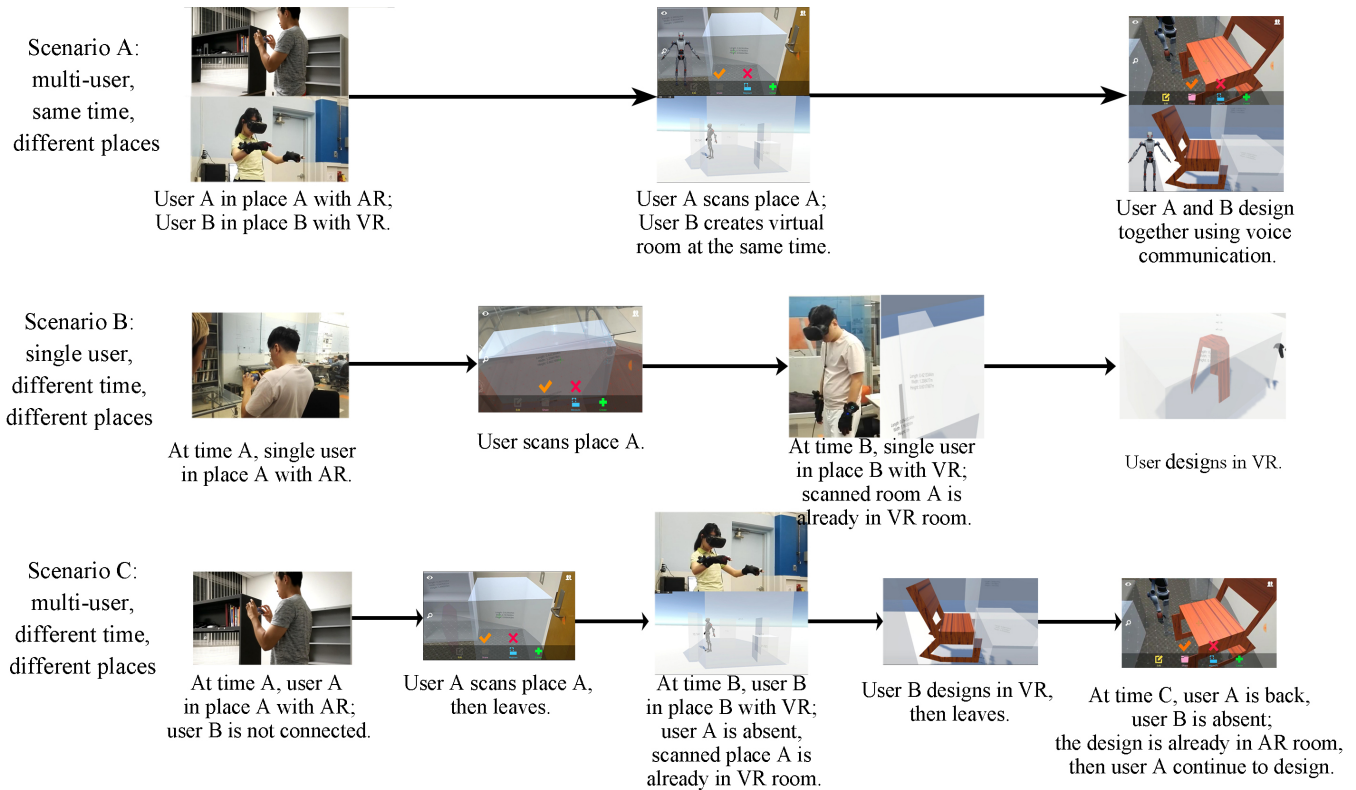 Scenario A:
multi-user,
same time,
different places
User A in place A with AR;
User B in place B with VR.
User A scans place A;
User B creates virtual
room at the same time.
User A and B design
together using voice
communication.
Scenario B:
single user,
different time,
different places
At time A, single user
in place A with AR.
User scans place A.
At time B, single user
in place B with VR;
scanned room A is
already in VR room.
User designs in VR.
Scenario C:
multi-user,
different time,
different places
At time A, user A
in place A with AR;
user B is not connected.
User A scans place A,
then leaves.
At time B, user B
in place B with VR;
user A is absent,
scanned place A is
already in VR room.
User B designs in VR,
then leaves.
At time C, user A is back,
user B is absent;
the design is already in AR room,
then user A continue to design.